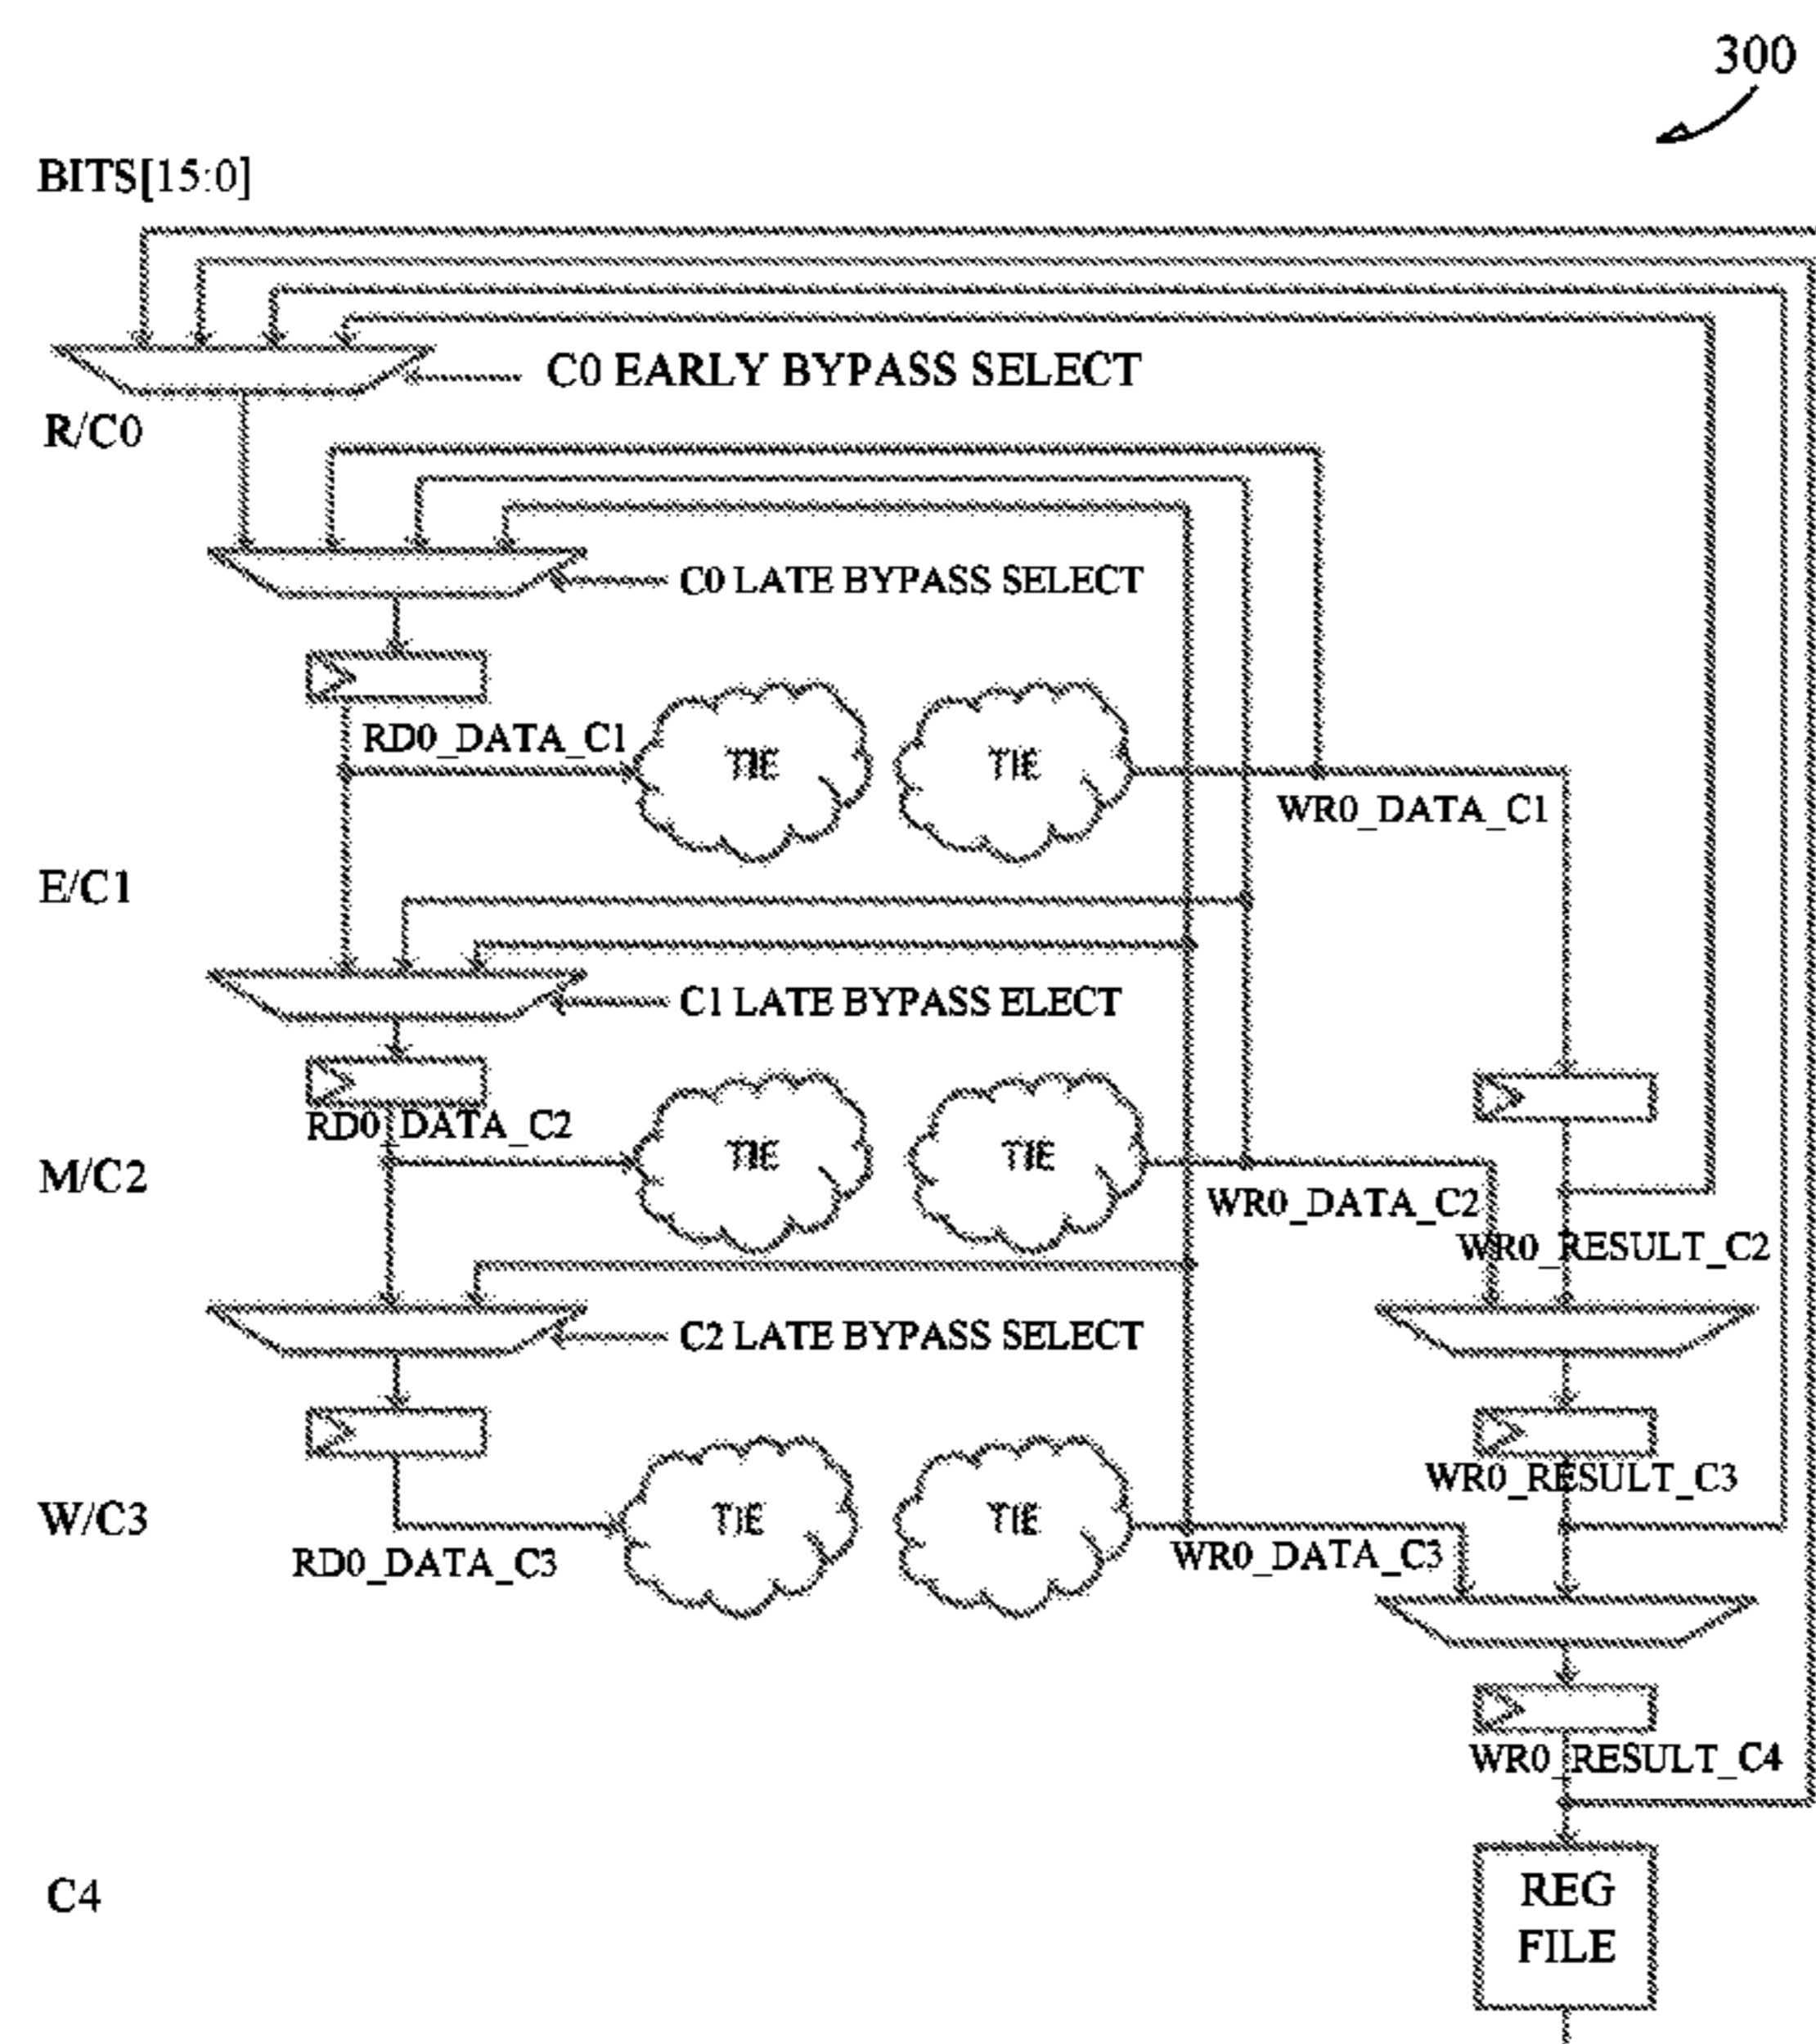 300
BITS[15:0]
C0 EARLY BYPASS SELECT
R/C0
C0 LATE BYPASS SELECT
RD0_DATA_C1
TIE
TIE
WR0_DATA_C1
E/C1
C1 LATE BYPASS ELECT
RD0_DATA_C2
TIE
TIE
M/C2
WR0_DATA_C2
WR0_RESULT_C2
C2 LATE BYPASS SELECT
WR0_RESULT_C3
W/C3
TIE
TIE
RD0_DATA_C3
WR0_DATA_C3
WR0_RESULT_C4
C4
REG
FILE